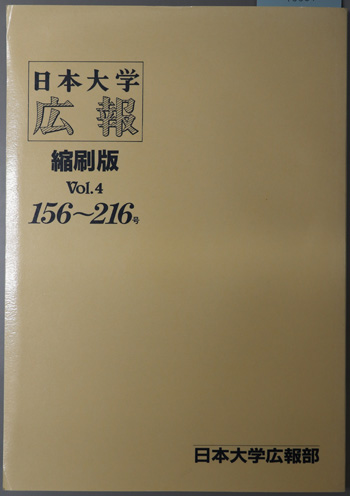 日本大学
広報
縮刷版
Vol.4
156～216号
日本大学広報部